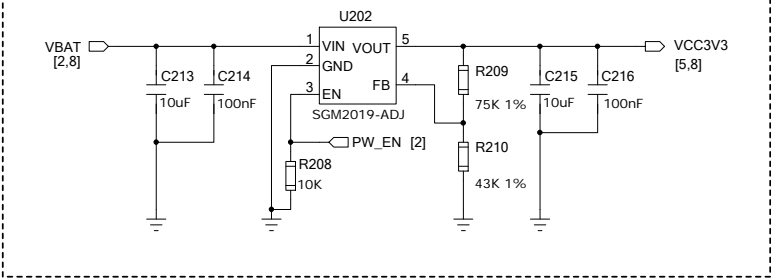 U202
VBAT
[2,8]
1
VIN
VOUT
5
VCC3V3
[5,8]
2
GND
C213
10uF
C214
100nF
3
EN
FB
4
R209
75K 1%
C215
10uF
C216
100nF
SGM2019-ADJ
PW_EN [2]
R208
10K
R210
43K 1%